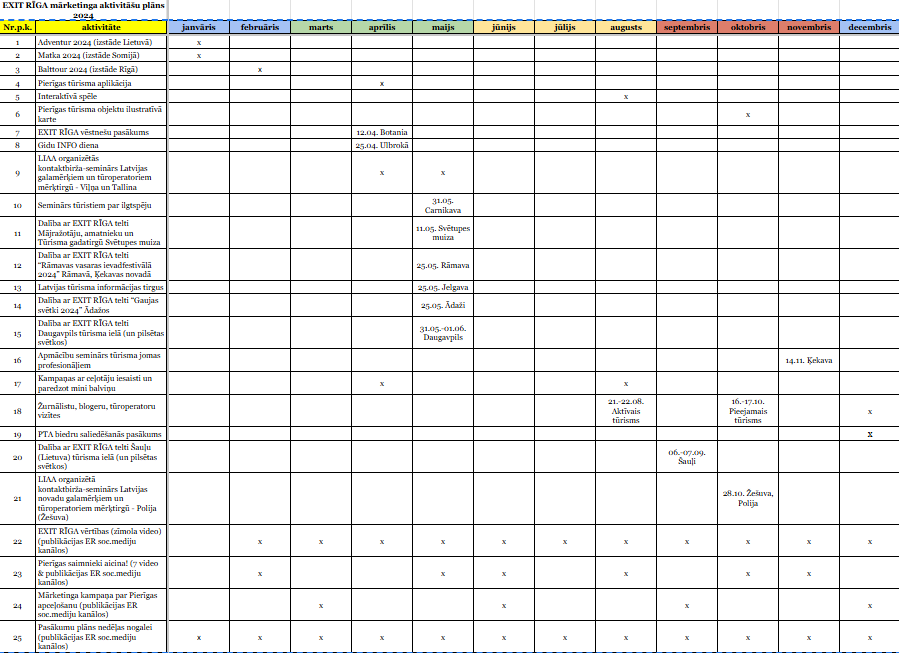 EXIT RĪGA mārketinga aktivitāšu plāns
2024
Nr.p.k. aktivitāte janvāris februāris marts aprīlis maijs jūnijs jūlijs augusts septembris oktobris novembris decembris
1 Adventur 2024 (izstāde Lietuvā) x
2 Matka 2024 (izstāde Somijā) x
3 Balttour 2024 (izstāde Rīgā) x
4 Pierīgas tūrisma aplikācija x
5 Interaktīvā spēle x
6 Pierīgas tūrisma objektu ilustratīvā x
karte
7 EXIT RĪGA vēstnešu pasākums 12.04. Botania
8 Gidu INFO diena 25.04. Ulbrokā
LIAA organizētās
kontaktbirža-seminārs Latvijas
9 galamērķiem un tūroperatoriem x x
mērķtirgū - Viļņa un Tallina
10 Seminārs tūristiem par ilgtspēju 31.05.
Carnikava
Dalība ar EXIT RĪGA telti
11 Mājražotāju, amatnieku un 11.05. Svētupes
muiza
Tūrisma gadatirgū Svētupes muiza
Dalība ar EXIT RĪGA telti
12 "Rāmavas vasaras ievadfestivālā 25.05. Rāmava
2024" Rāmavā, Ķekavas novadā
13 Latvijas tūrisma informācijas tirgus 25.05. Jelgava
14 Dalība ar EXIT RĪGA telti "Gaujas 25.05. Ādaži
svētki 2024" Ādažos
Dalība ar EXIT RĪGA telti
15 Daugavpils tūrisma ielā (un pilsētas 31.05.-01.06.
Daugavpils
svētkos)
16 Apmācību seminārs tūrisma jomas 14.11. Ķekava
profesionāļiem
17 Kampaņas ar ceļotāju iesaisti un x x
paredzot mini balviņu
18 Žurnālistu, blogeru, tūroperatoru 21.-22.08. 16.-17.10. x
vizītes Aktīvais Pieejamais
tūrisms tūrisms
19 PTA biedru saliedēšanās pasākums x
Dalība ar EXIT RĪGA telti Šauļu
20 (Lietuva) tūrisma ielā (un pilsētas 06.-07.09.
Šauļi
svētkos)
LIAA organizētā
kontaktbirža-seminārs Latvijas
21 novadu galamērķiem un 28.10. Žešuva,
tūroperatoriem mērķtirgū - Polija Polija
(Žešuva)
EXIT RĪGA vērtības (zīmola video)
22 (publikācijas ER soc.mediju x x x x x x x x x x x
kanālos)
Pierīgas saimnieki aicina! (7 video
23 & publikācijas ER soc.mediju x x x x x x
kanālos)
Mārketinga kampaņa par Pierīgas
24 apceļošanu (publikācijas ER x x x x
soc.mediju kanālos)
Pasākumu plāns nedēļas nogalei
25 (publikācijas ER soc.mediju x x x x x x x x x x x x
kanālos)